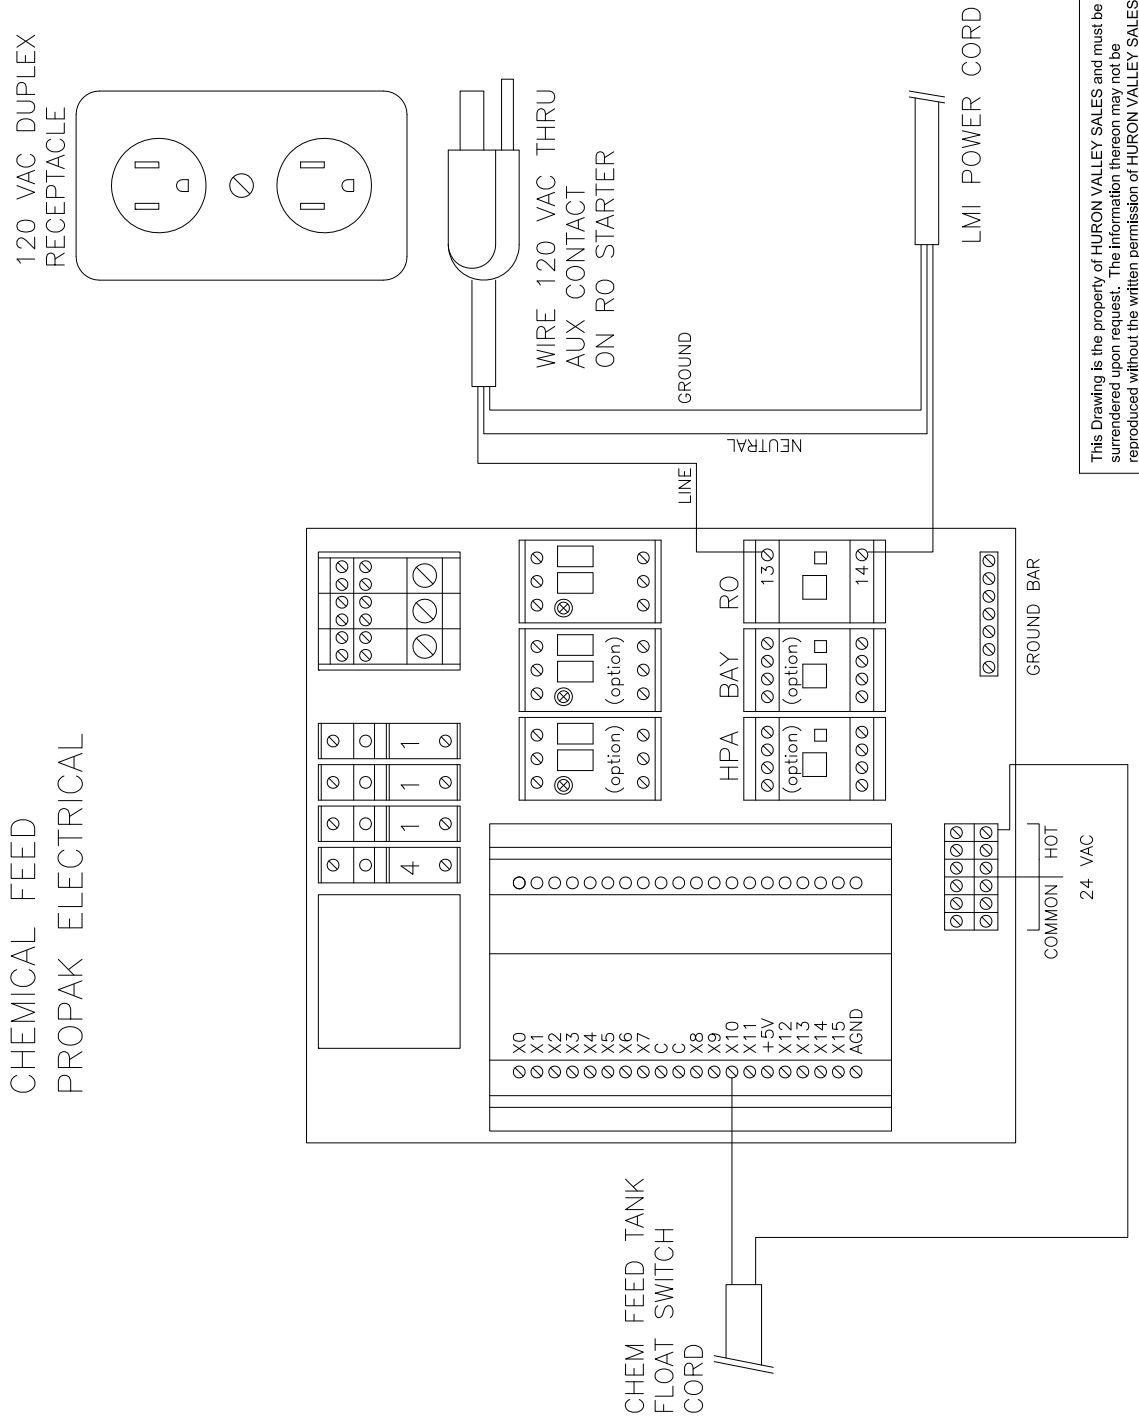 CHEMICAL FEED
PROPAK ELECTRICAL
120 VAC DUPLEX
RECEPTACLE
WIRE 120 VAC THRU
AUX CONTACT
ON RO STARTER
GROUND
NEUTRAL
LINE
LMI POWER CORD
4
1
1
1
(option)
(option)
HPA
BAY
RO
(option)
(option)
13
14
X0
X1
X2
X3
X4
X5
X6
X7
C
C
X8
X9
X10
X11
+5V
X12
X13
X14
X15
AGND
COMMON
HOT
24 VAC
GROUND BAR
CHEM FEED TANK
FLOAT SWITCH
CORD
This Drawing is the property of HURON VALLEY SALES and must be
surrendered upon request. The information thereon may not be
reproduced without the written permission of HURON VALLEY SALES